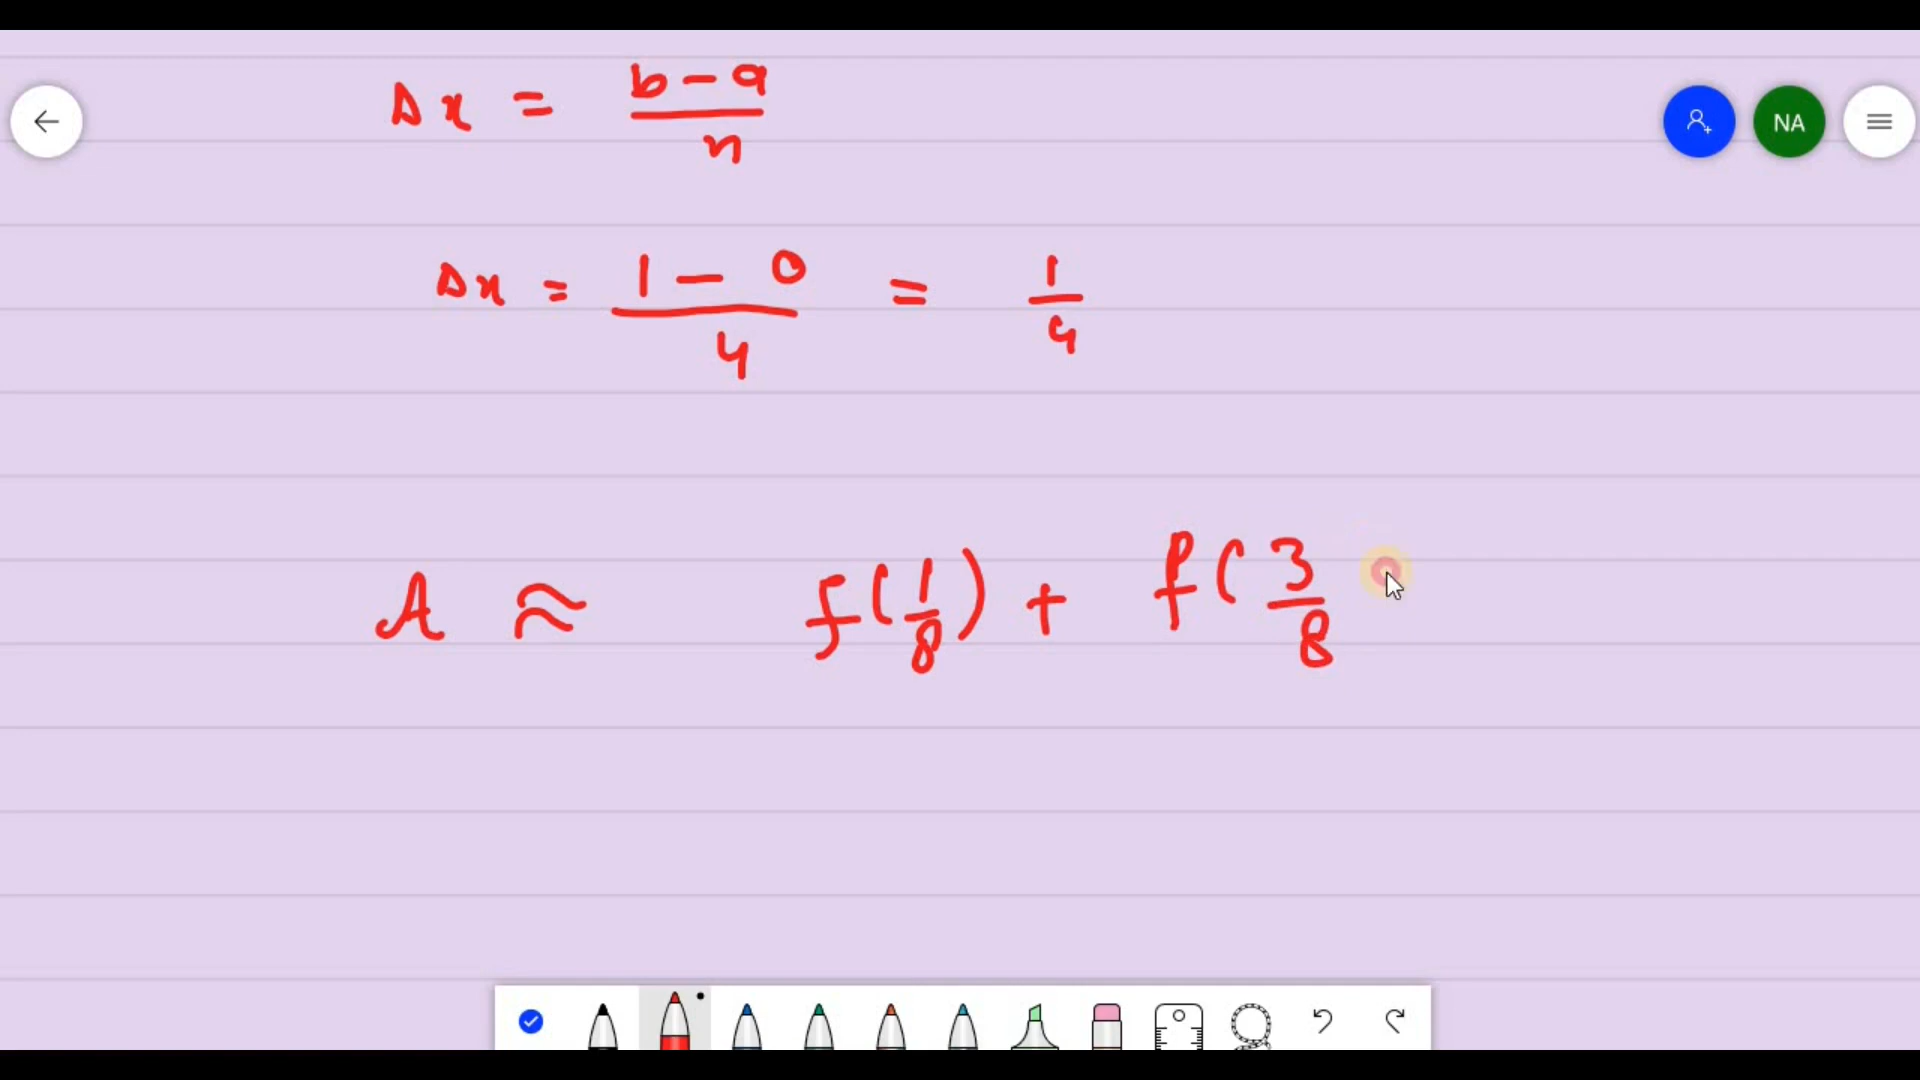 Δx = b - a / n
NA
Δx = 1 - 0 / 4 = 1/4
A ≈ f(1/8) + f(3/8